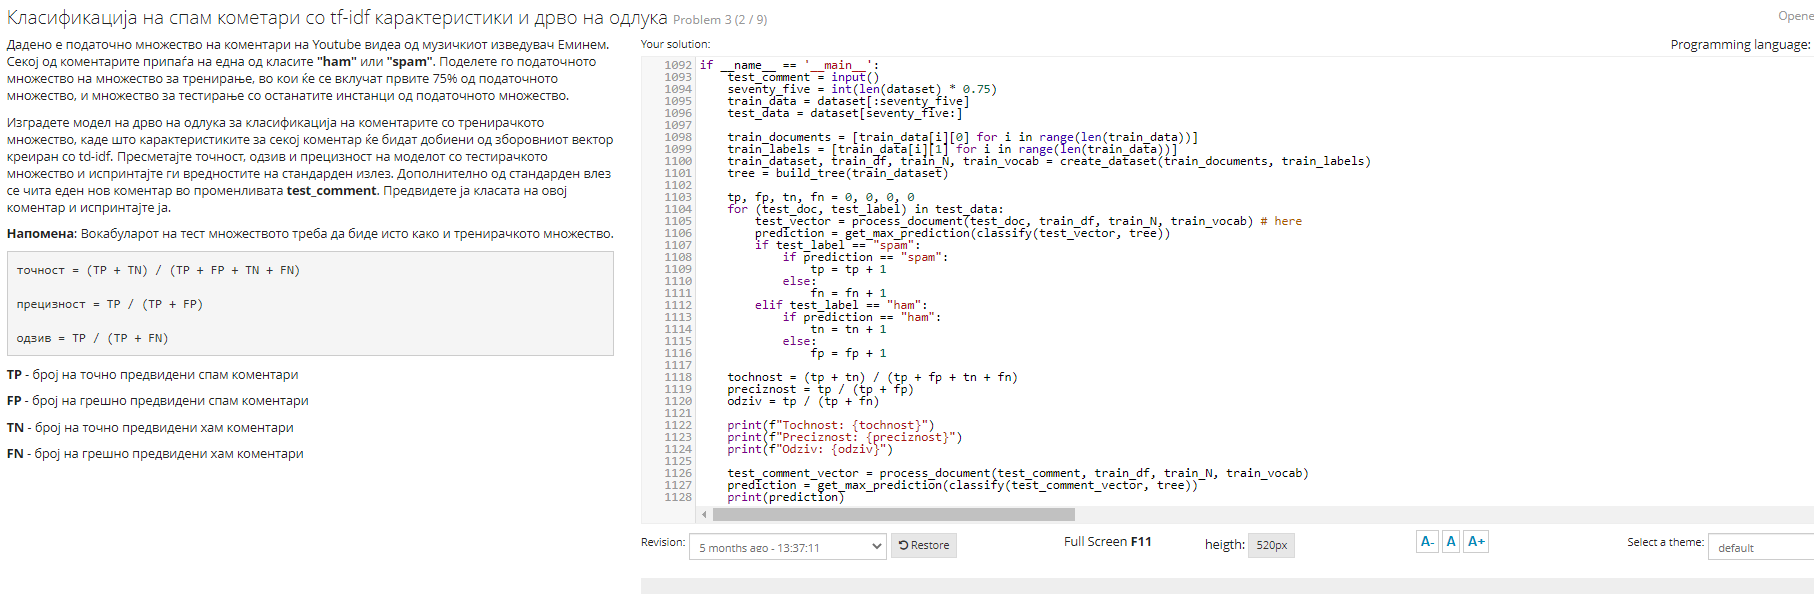 Класификација на спам кометари со tf-idf карактеристики и дрво на одлука Problem 3 (2 / 9)
Opene
Дадено е податочно множество на коментари на Youtube видеа од музичкиот изведувач Еминем.
Секој од коментарите припаѓа на една од класите "ham" или "spam". Поделете го податочното
множество на множество за тренирање, во кои ќе се вклучат првите 75% од податочното
множество, и множество за тестирање со останатите инстанци од податочното множество.
Изградете модел на дрво на одлука за класификација на коментарите со тренирачкото
множество, каде што карактеристиките за секој коментар ќе бидат добиени од зборовниот вектор
креиран со td-idf. Пресметајте точност, одзив и прецизност на моделот со тестирачкото
множество и испринтајте ги вредностите на стандарден излез. Дополнително од стандарден влез
се чита еден нов коментар во променливата test_comment. Предвидете ја класата на овој
коментар и испринтајте ја.
Напомена: Вокабуларот на тест множеството треба да биде исто како и тренирачкото множество.
точност = (TP + TN) / (TP + FP + TN + FN)
прецизност = TP / (TP + FP)
одзив = TP / (TP + FN)
TP - број на точно предвидени спам коментари
FP - број на грешно предвидени спам коментари
TN - број на точно предвидени хам коментари
FN - број на грешно предвидени хам коментари
Your solution:
Programming language:
1092 if __name__ == '__main__':
1093     test_comment = input()
1094     seventy_five = int(len(dataset) * 0.75)
1095     train_data = dataset[:seventy_five]
1096     test_data = dataset[seventy_five:]
1097
1098     train_documents = [train_data[i][0] for i in range(len(train_data))]
1099     train_labels = [train_data[i][1] for i in range(len(train_data))]
1100     train_dataset, train_df, train_N, train_vocab = create_dataset(train_documents, train_labels)
1101     tree = build_tree(train_dataset)
1102
1103     tp, fp, tn, fn = 0, 0, 0, 0
1104     for (test_doc, test_label) in test_data:
1105         test_vector = process_document(test_doc, train_df, train_N, train_vocab) # here
1106         prediction = get_max_prediction(classify(test_vector, tree))
1107         if test_label == "spam":
1108             if prediction == "spam":
1109                 tp = tp + 1
1110             else:
1111                 fn = fn + 1
1112         elif test_label == "ham":
1113             if prediction == "ham":
1114                 tn = tn + 1
1115             else:
1116                 fp = fp + 1
1117
1118     tochnost = (tp + tn) / (tp + fp + tn + fn)
1119     preciznost = tp / (tp + fp)
1120     odziv = tp / (tp + fn)
1121
1122     print(f"Tochnost: {tochnost}")
1123     print(f"Preciznost: {preciznost}")
1124     print(f"Odziv: {odziv}")
1125
1126     test_comment_vector = process_document(test_comment, train_df, train_N, train_vocab)
1127     prediction = get_max_prediction(classify(test_comment_vector, tree))
1128     print(prediction)
Revision: 5 months ago - 13:37:11 Restore Full Screen F11 heigth: 520px A- A A+ Select a theme: default